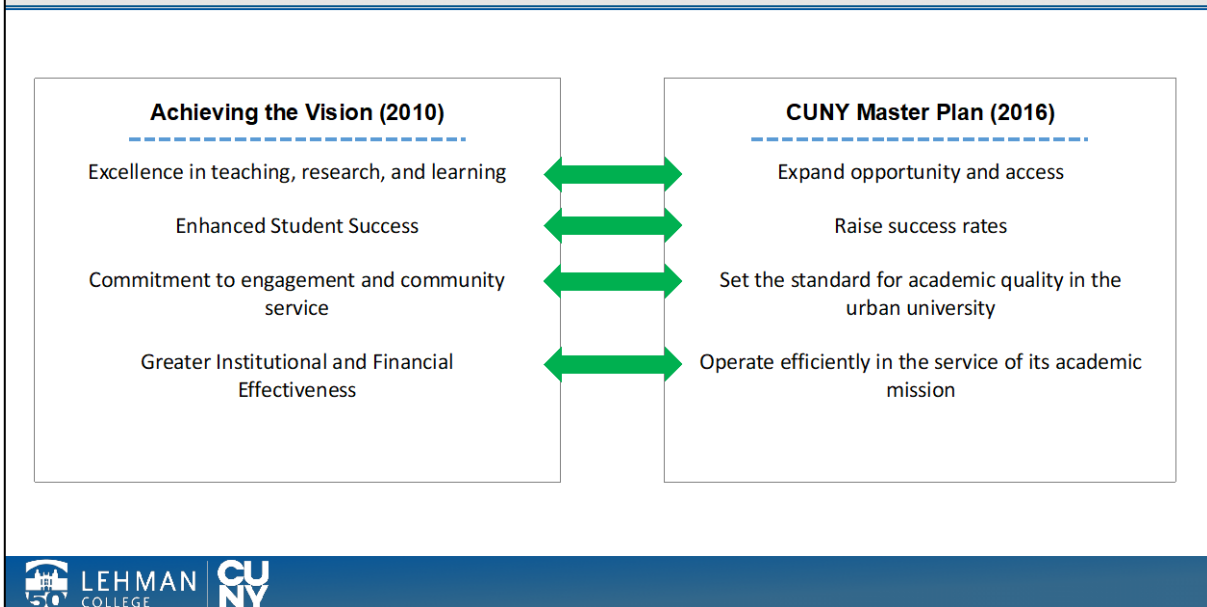 Achieving the Vision (2010)
Excellence in teaching, research, and learning
Enhanced Student Success
Commitment to engagement and community
service
Greater Institutional and Financial
Effectiveness
CUNY Master Plan (2016)
Expand opportunity and access
Raise success rates
Set the standard for academic quality in the
urban university
Operate efficiently in the service of its academic
mission
50
LEHMAN
COLLEGE
CU
NY